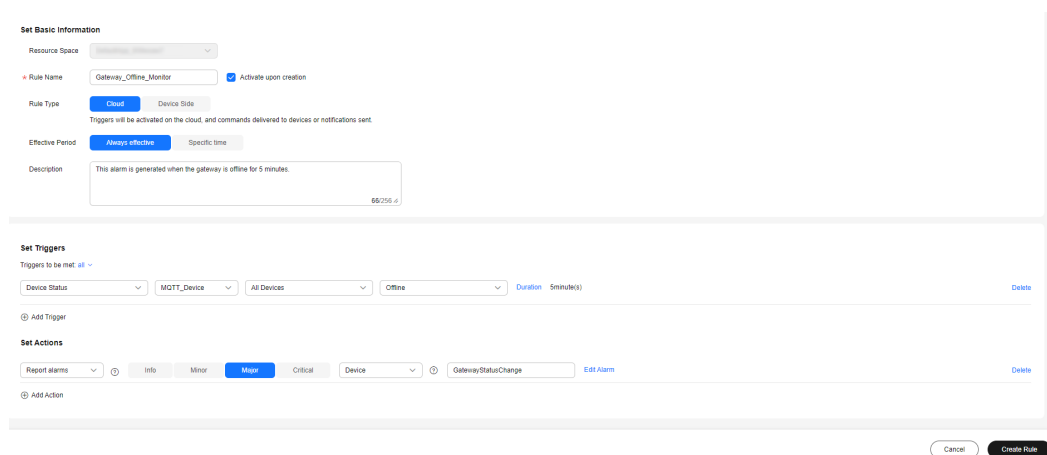 Set Basic Information
Resource Space
* Rule Name Gateway_Offline_Monitor Activate upon creation
Rule Type Cloud Device Side
Triggers will be activated on the cloud, and commands delivered to devices or notifications sent.
Effective Period Always effective Specific time
Description This alarm is generated when the gateway is offline for 5 minutes.
66/256
Set Triggers
Triggers to be met: all
Device Status MQTT_Device All Devices Offline Duration 5minute(s) Delete
Add Trigger
Set Actions
Report alarms Info Minor Major Critical Device GatewayStatusChange Edit Alarm Delete
Add Action
Cancel Create Rule